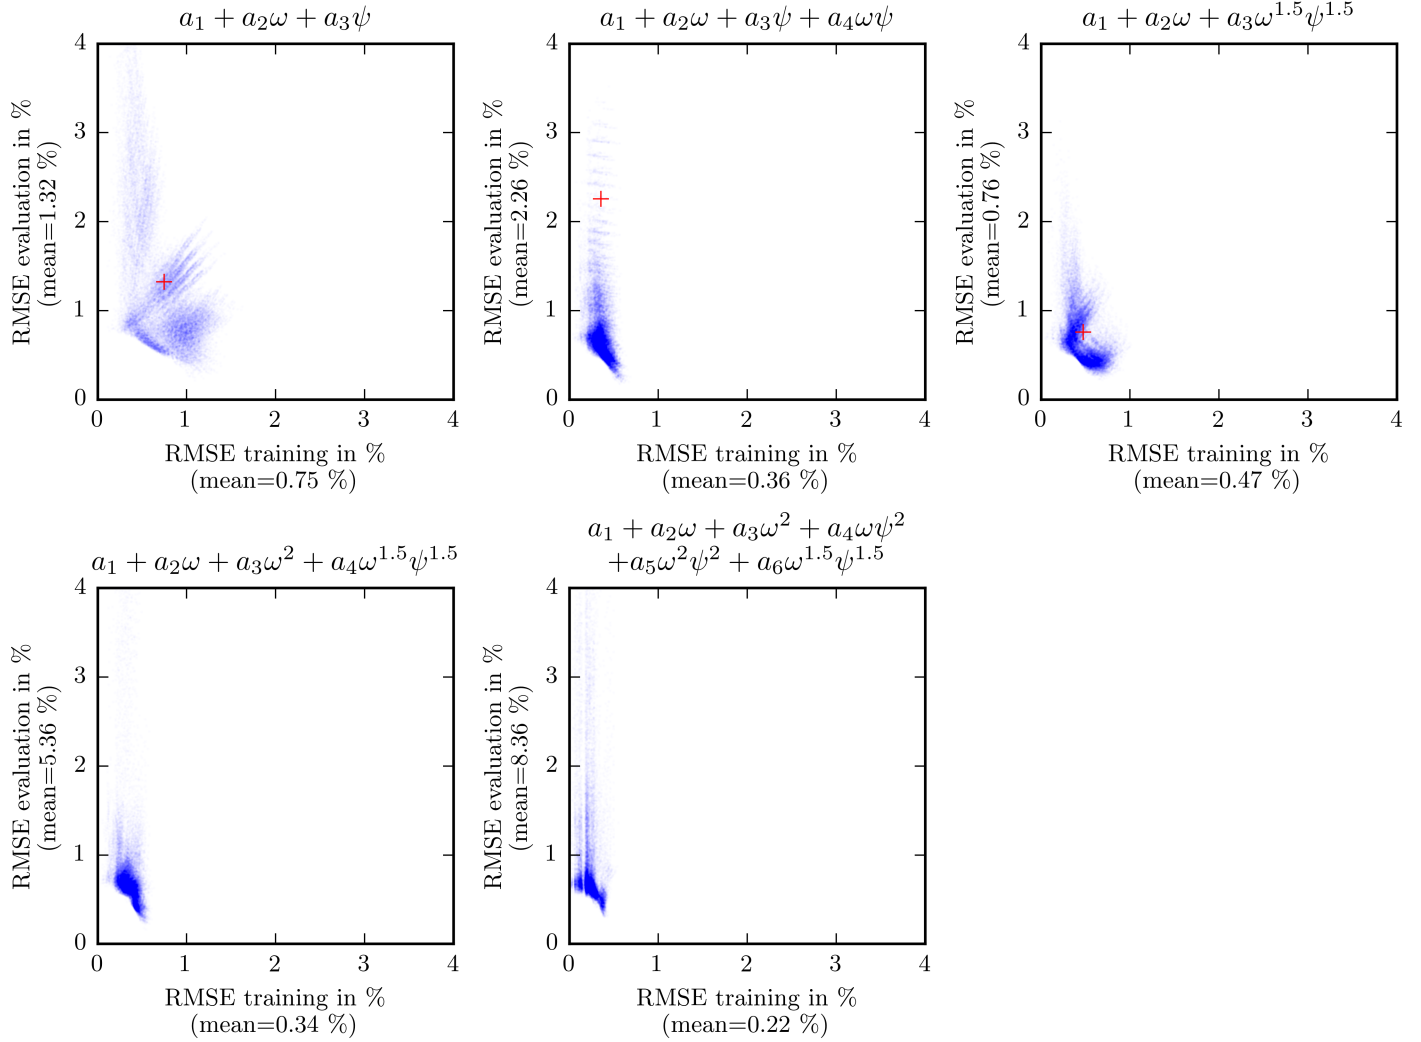 a₁ + a₂ω + a₃ψ
4
3
2
1
0
0 1 2 3 4
RMSE evaluation in %
(mean=1.32 %)
RMSE training in %
(mean=0.75 %)
a₁ + a₂ω + a₃ψ + a₄ωψ
4
3
2
1
0
0 1 2 3 4
RMSE evaluation in %
(mean=2.26 %)
RMSE training in %
(mean=0.36 %)
a₁ + a₂ω + a₃ω^1.5ψ^1.5
4
3
2
1
0
0 1 2 3 4
RMSE evaluation in %
(mean=0.76 %)
RMSE training in %
(mean=0.47 %)
a₁ + a₂ω + a₃ω² + a₄ω^1.5ψ^1.5
4
3
2
1
0
0 1 2 3 4
RMSE evaluation in %
(mean=5.36 %)
RMSE training in %
(mean=0.34 %)
a₁ + a₂ω + a₃ω² + a₄ωψ²
+a₅ω²ψ² + a₆ω^1.5ψ^1.5
4
3
2
1
0
0 1 2 3 4
RMSE evaluation in %
(mean=8.36 %)
RMSE training in %
(mean=0.22 %)